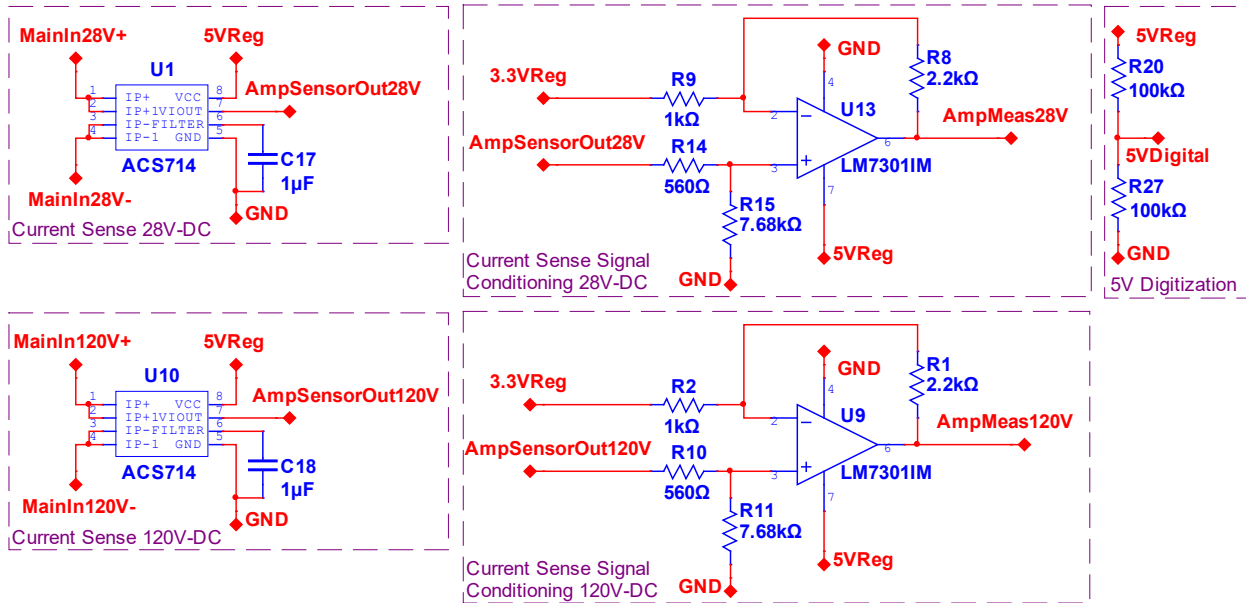 MainIn28V+
5VReg
U1
AmpSensorOut28V
1 IP+ VCC 8
2 IP+1VIOUT 7
3 IP-FILTER 6
4 IP-1 GND 5
ACS714
C17
1µF
MainIn28V-
GND
Current Sense 28V-DC
GND
R8
2.2kΩ
3.3VReg
R9
1kΩ
4
U13
2
AmpMeas28V
6
AmpSensorOut28V
R14
560Ω
3
LM7301IM
7
R15
7.68kΩ
5VReg
GND
Current Sense Signal
Conditioning 28V-DC
5VReg
R20
100kΩ
5VDigital
R27
100kΩ
GND
5V Digitization
MainIn120V+
5VReg
U10
AmpSensorOut120V
1 IP+ VCC 8
2 IP+1VIOUT 7
3 IP-FILTER 6
4 IP-1 GND 5
ACS714
C18
1µF
MainIn120V-
GND
Current Sense 120V-DC
GND
R1
2.2kΩ
3.3VReg
R2
1kΩ
4
U9
2
AmpMeas120V
6
AmpSensorOut120V
R10
560Ω
3
LM7301IM
7
R11
7.68kΩ
5VReg
GND
Current Sense Signal
Conditioning 120V-DC